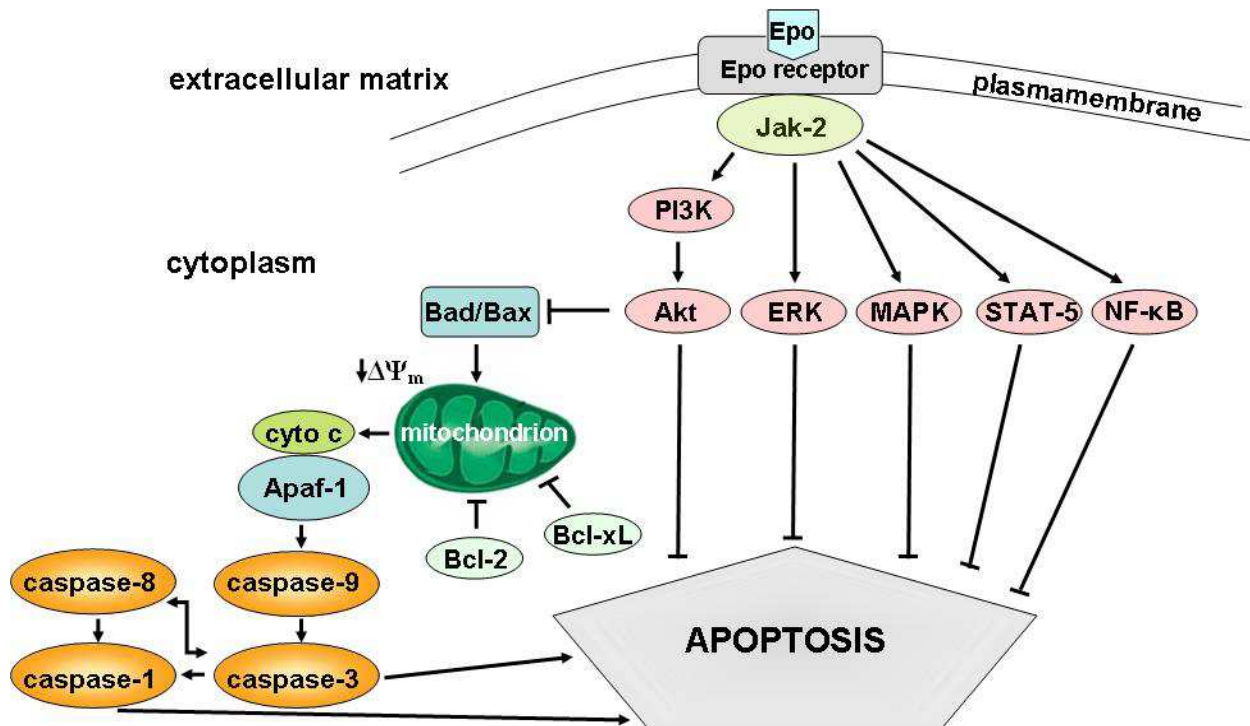 Epo
Epo receptor
extracellular matrix
plasmamembrane
Jak-2
PI3K
cytoplasm
Bad/Bax
Akt
ERK
MAPK
STAT-5
NF-κB
ΔΨm
cyto c
mitochondrion
Apaf-1
Bcl-xL
Bcl-2
caspase-8
caspase-9
APOPTOSIS
caspase-1
caspase-3